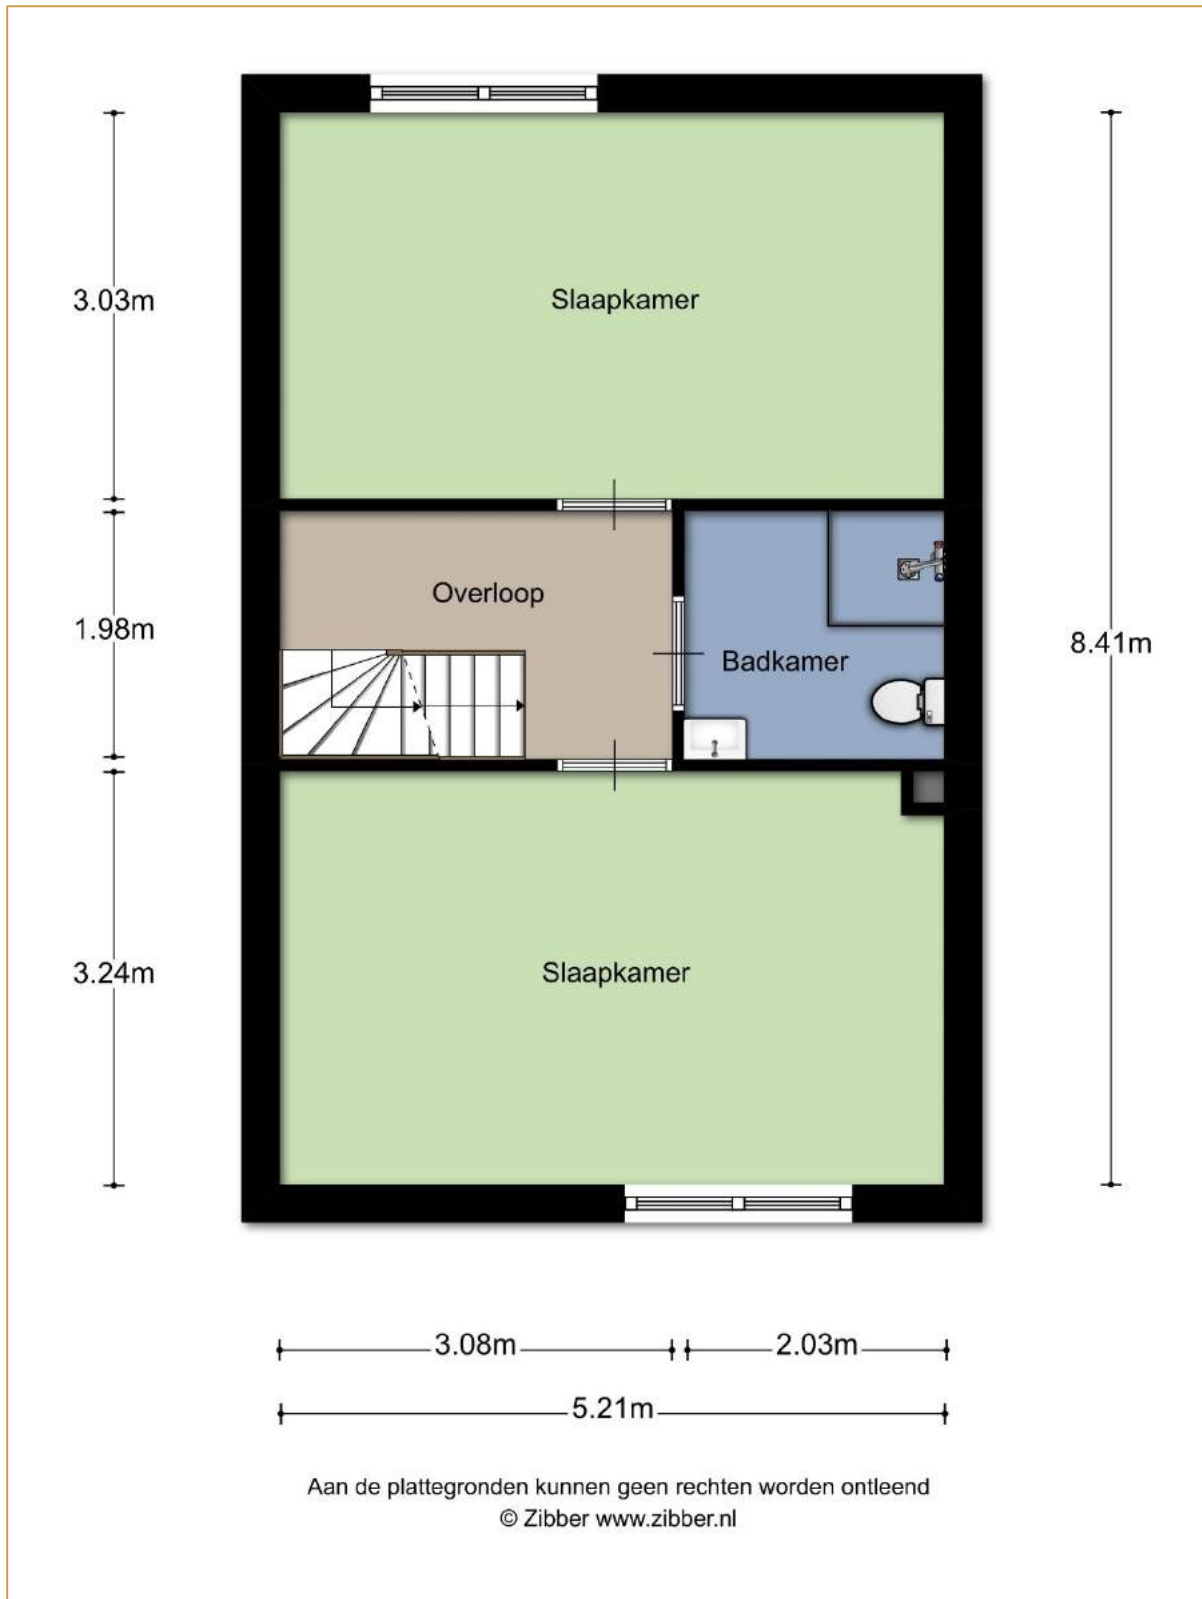 3.03m
Slaapkamer
Overloop
1.98m
8.41m
Badkamer
3.24m
Slaapkamer
3.08m
2.03m
5.21m
Aan de plattegronden kunnen geen rechten worden ontleend
© Zibber www.zibber.nl